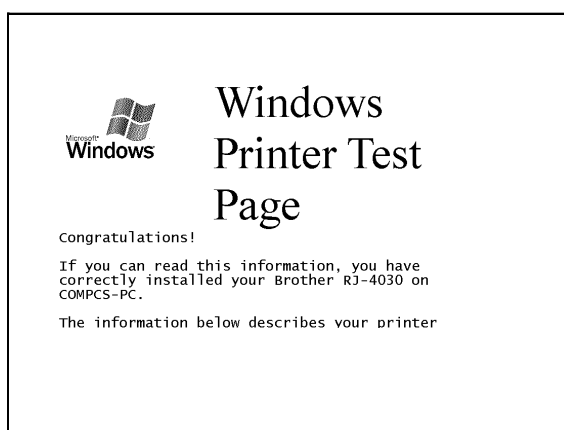 Microsoft®
Windows
Windows
Printer Test
Page
Congratulations!
If you can read this information, you have
correctly installed your Brother RJ-4030 on
COMPCS-PC.
The information below describes your printer